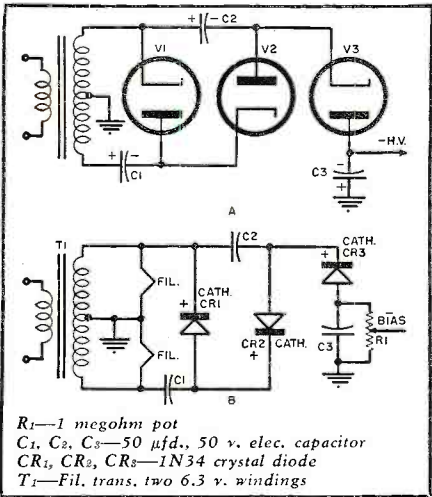 + - C2
V1
V2
V3
-H.V.
+ -
C1
C3
-
+
A
T1
FIL.
FIL.
CATH.
+ CR1
C2
CR2
+
CATH.
CATH.
+ CR3
C3
BIAS
R1
C1
B
R1—1 megohm pot
C1, C2, C3—50 µfd., 50 v. elec. capacitor
CR1, CR2, CR3—1N34 crystal diode
T1—Fil. trans. two 6.3 v. windings